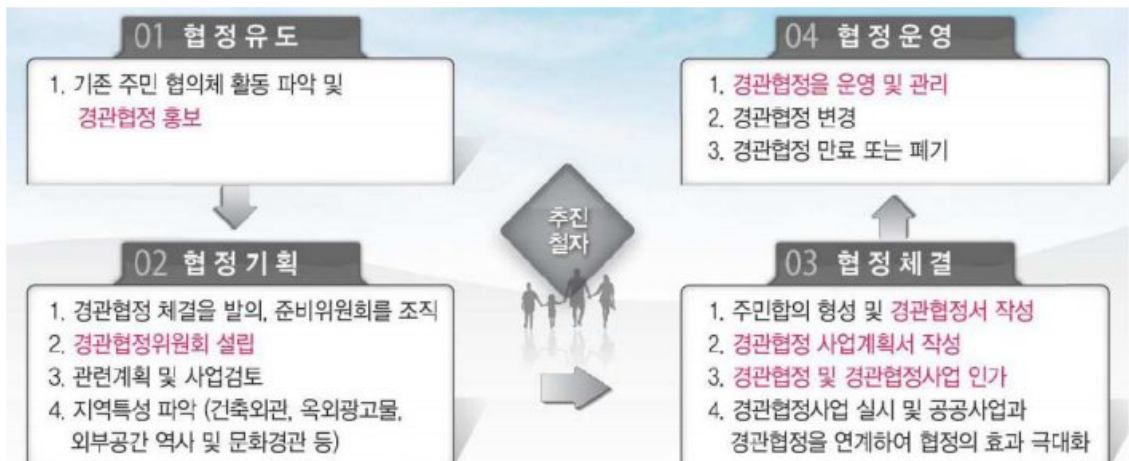 01 협정유도
1. 기존 주민 협의체 활동 파악 및
경관협정 홍보
02 협정기획
1. 경관협정 체결을 발의, 준비위원회를 조직
2. 경관협정위원회 설립
3. 관련계획 및 사업검토
4. 지역특성 파악 (건축외관, 옥외광고물,
외부공간 역사 및 문화경관 등)
추진
철자
03 협정체결
1. 주민합의 형성 및 경관협정서 작성
2. 경관협정 사업계획서 작성
3. 경관협정 및 경관협정사업 인가
4. 경관협정사업 실시 및 공공사업과
경관협정을 연계하여 협정의 효과 극대화
04 협정운영
1. 경관협정을 운영 및 관리
2. 경관협정 변경
3. 경관협정 만료 또는 폐기